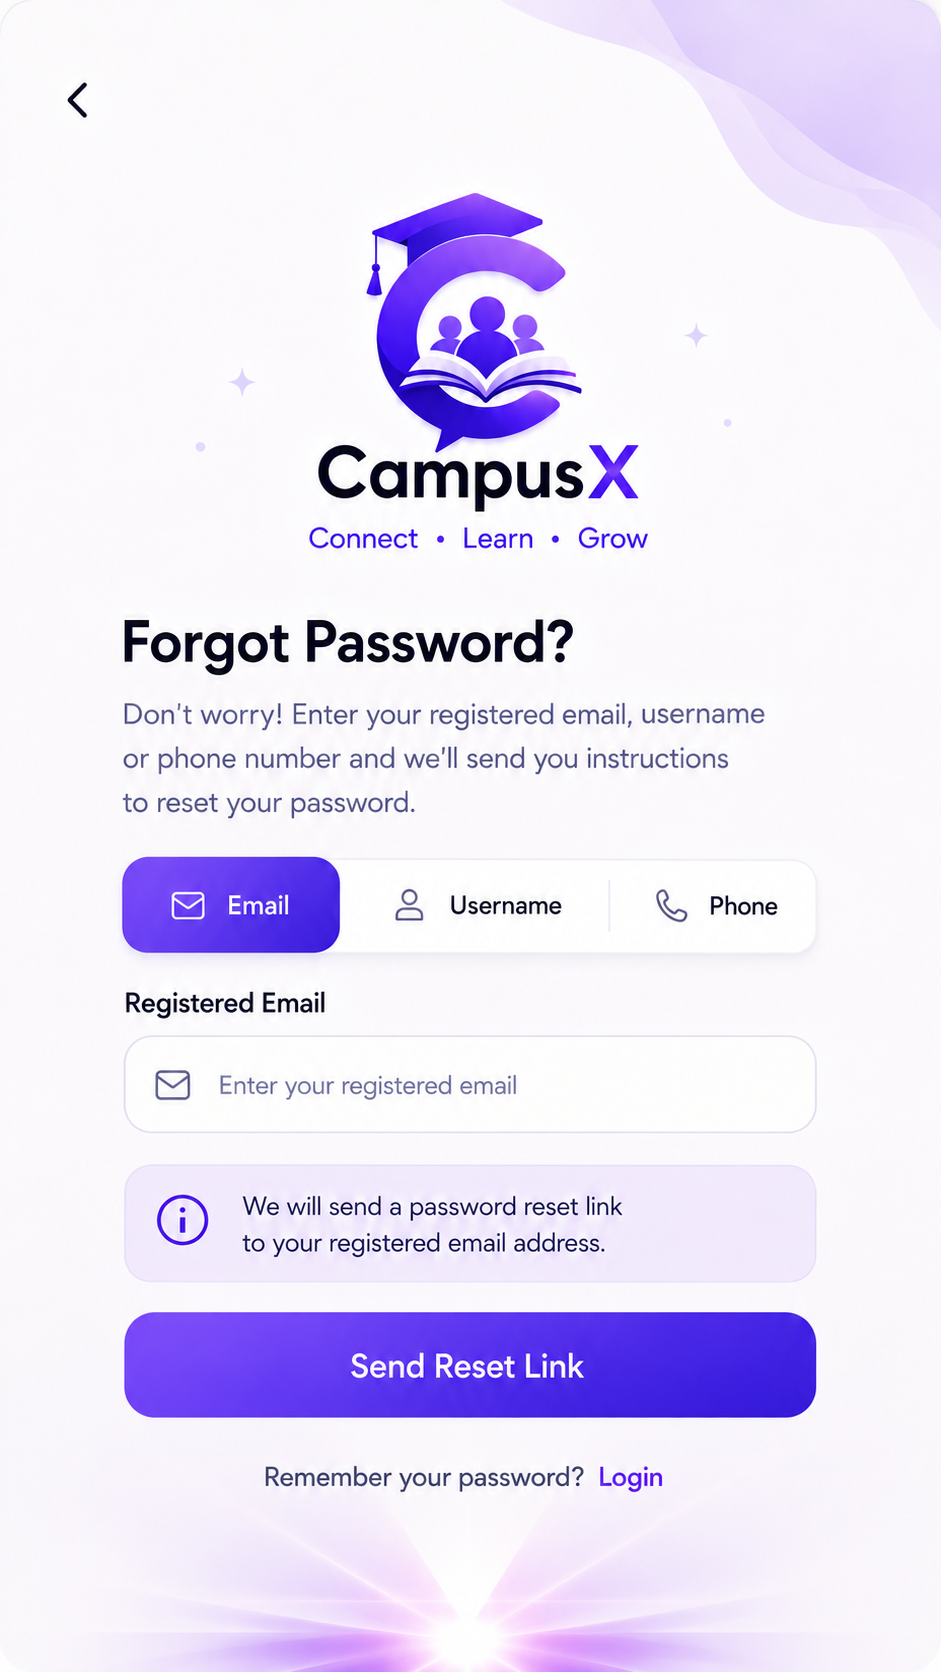 CampusX
Connect • Learn • Grow
Forgot Password?
Don't worry! Enter your registered email, username
or phone number and we'll send you instructions
to reset your password.
Email
Username
Phone
Registered Email
Enter your registered email
We will send a password reset link
to your registered email address.
Send Reset Link
Remember your password? Login